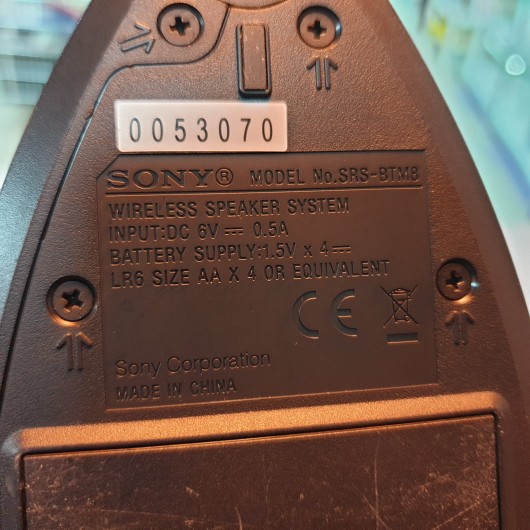 0053070
SONY® MODEL No.SRS-BTM8
WIRELESS SPEAKER SYSTEM
INPUT:DC 6V ⎓ 0.5A
BATTERY SUPPLY:1.5V x 4⎓
LR6 SIZE AA X 4 OR EQUIVALENT
CE
Sony Corporation
MADE IN CHINA